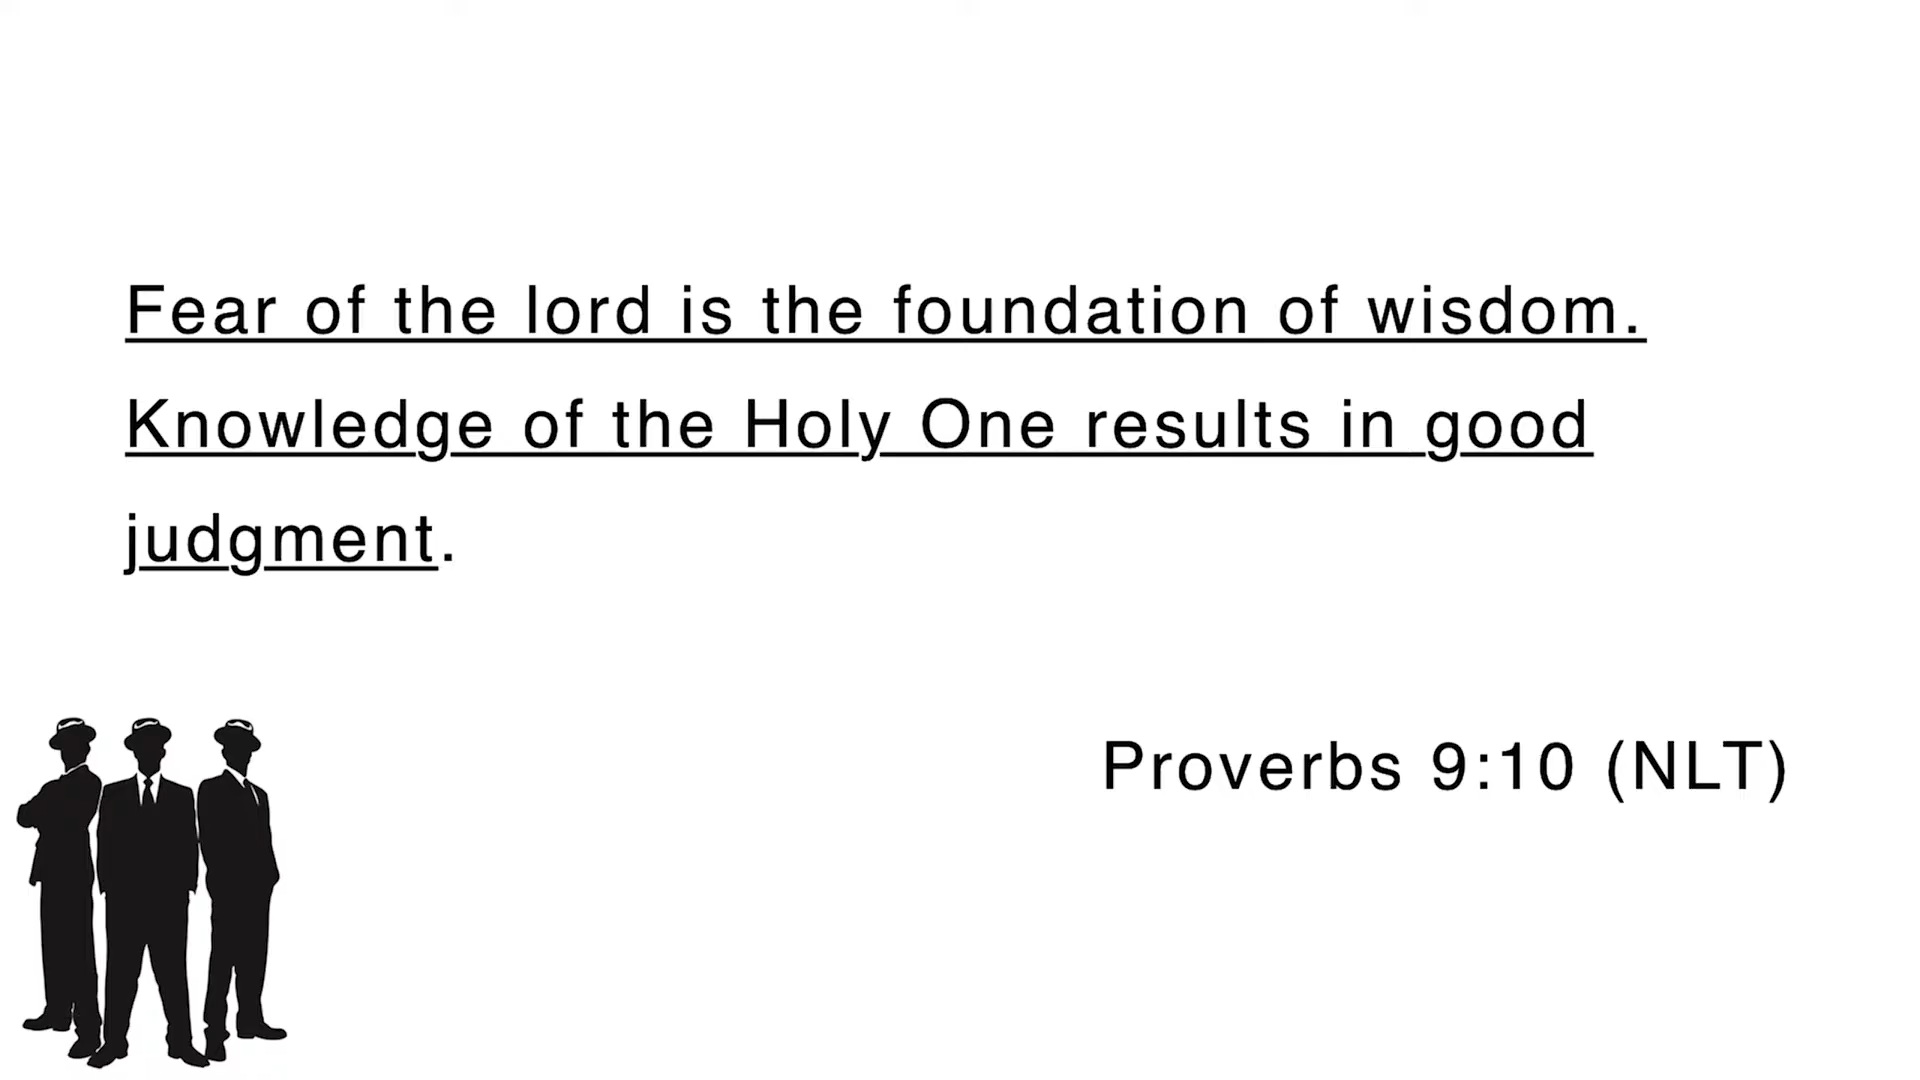 Fear of the lord is the foundation of wisdom.
Knowledge of the Holy One results in good
judgment.
Proverbs 9:10 (NLT)